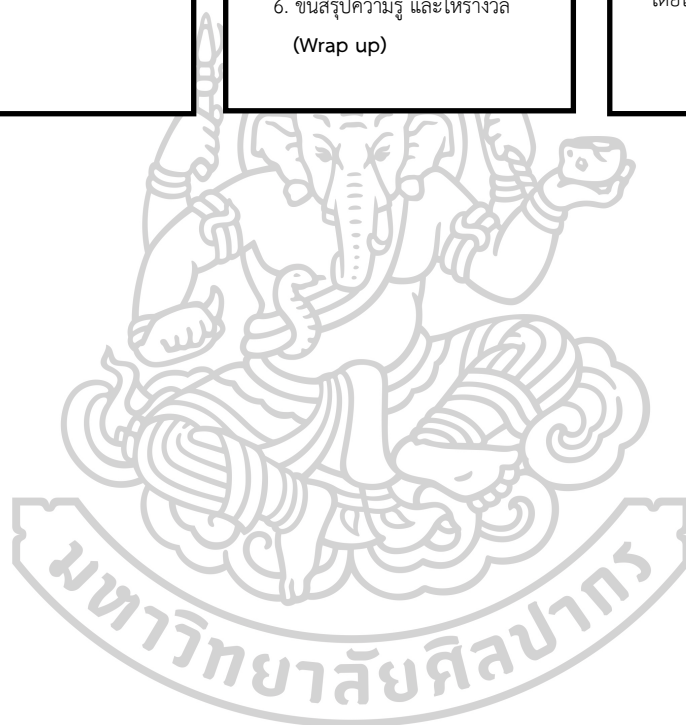 6. ขั้นสรุปความรู้ และให้รางวัล
(Wrap up)
มหาวิทยาลัยศิลปากร